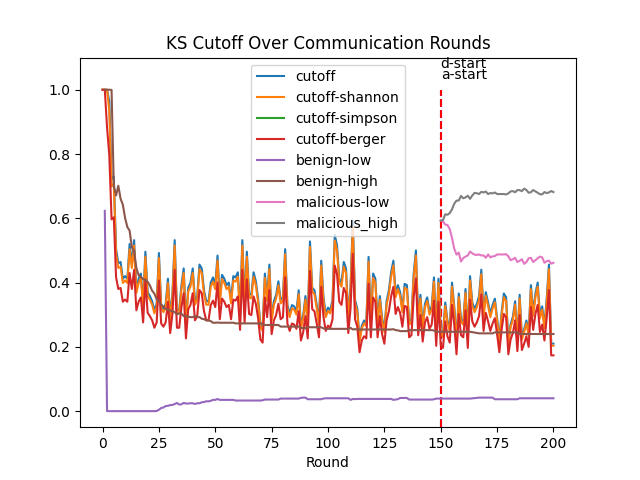 KS Cutoff Over Communication Rounds
d-start
a-start
cutoff
cutoff-shannon
cutoff-simpson
cutoff-berger
benign-low
benign-high
malicious-low
malicious_high
1.0
0.8
0.6
0.4
0.2
0.0
0 25 50 75 100 125 150 175 200
Round